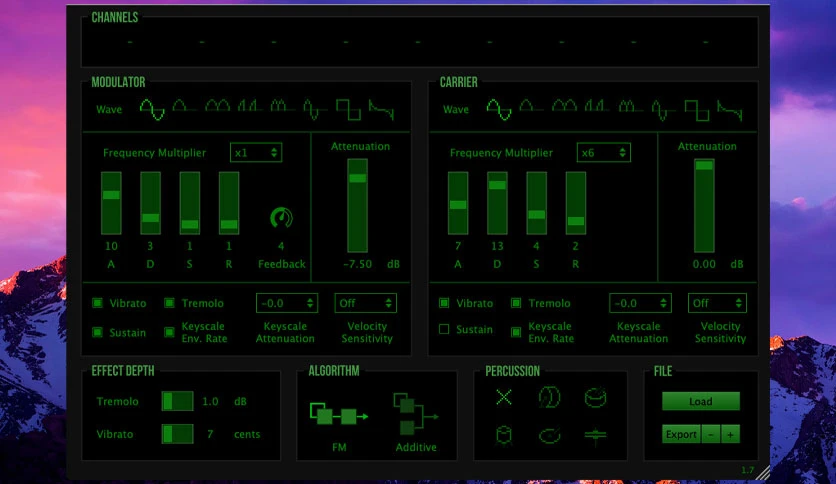 CHANNELS
– – – – – – – – –
MODULATOR CARRIER
Wave Wave
Frequency Multiplier x1 Attenuation Frequency Multiplier x6 Attenuation
10 3 1 1 4 7 13 4 2
A D S R Feedback -7.50 dB A D S R 0.00 dB
Vibrato Tremolo -0.0 Off Vibrato Tremolo -0.0 Off
Sustain Keyscale Keyscale Velocity Sustain Keyscale Keyscale Velocity
Env. Rate Attenuation Sensitivity Env. Rate Attenuation Sensitivity
EFFECT DEPTH ALGORITHM PERCUSSION FILE
Tremolo 1.0 dB Load
Vibrato 7 cents Export - +
FM Additive
1.7